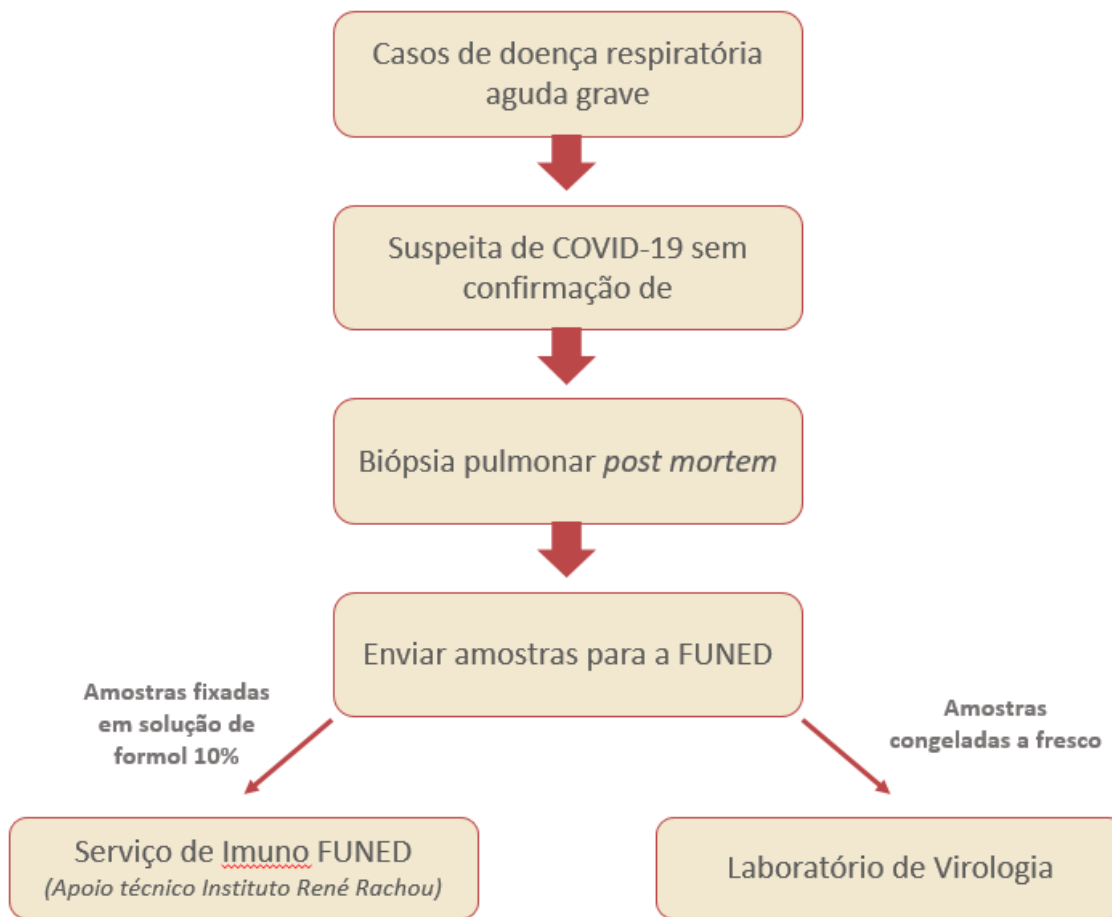 Casos de doença respiratória
aguda grave
Suspeita de COVID-19 sem
confirmação de
Biópsia pulmonar post mortem
Enviar amostras para a FUNED
Amostras fixadas
em solução de
formol 10%
Amostras
congeladas a fresco
Serviço de Imuno FUNED
(Apoio técnico Instituto René Rachou)
Laboratório de Virologia